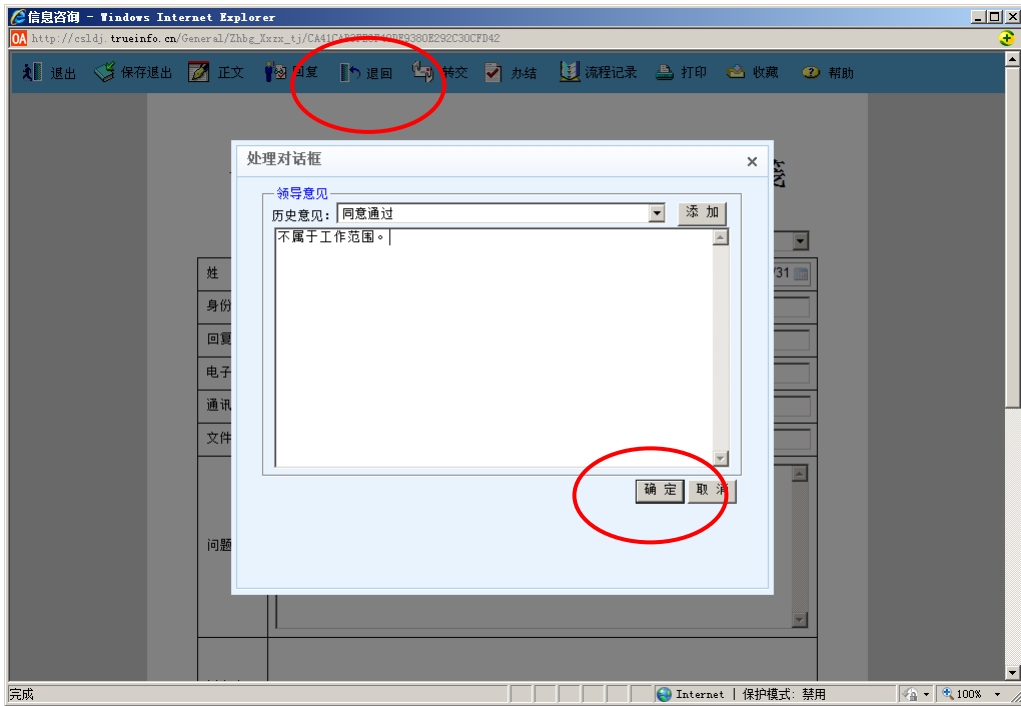 信息咨询 - Windows Internet Explorer
OA http://csldj.trueinfo.cn/General/Zhbg_Xxzx_tj/
退出 保存退出 正文 回复 退回 转交 办结 流程记录 打印 收藏 帮助
处理对话框
领导意见
历史意见: 同意通过 添 加
不属于工作范围。
确 定 取 消
姓 /31
身份
回复
电子
通讯
文件
问题
完成 Internet | 保护模式: 禁用 100%